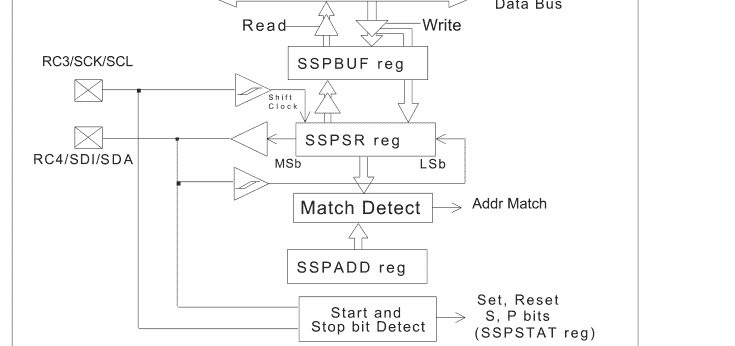 Data Bus
Read
Write
SSPBUF reg
RC3/SCK/SCL
Shift
Clock
SSPSR reg
MSb
LSb
RC4/SDI/SDA
Match Detect
Addr Match
SSPADD reg
Start and
Stop bit Detect
Set, Reset
S, P bits
(SSPSTAT reg)